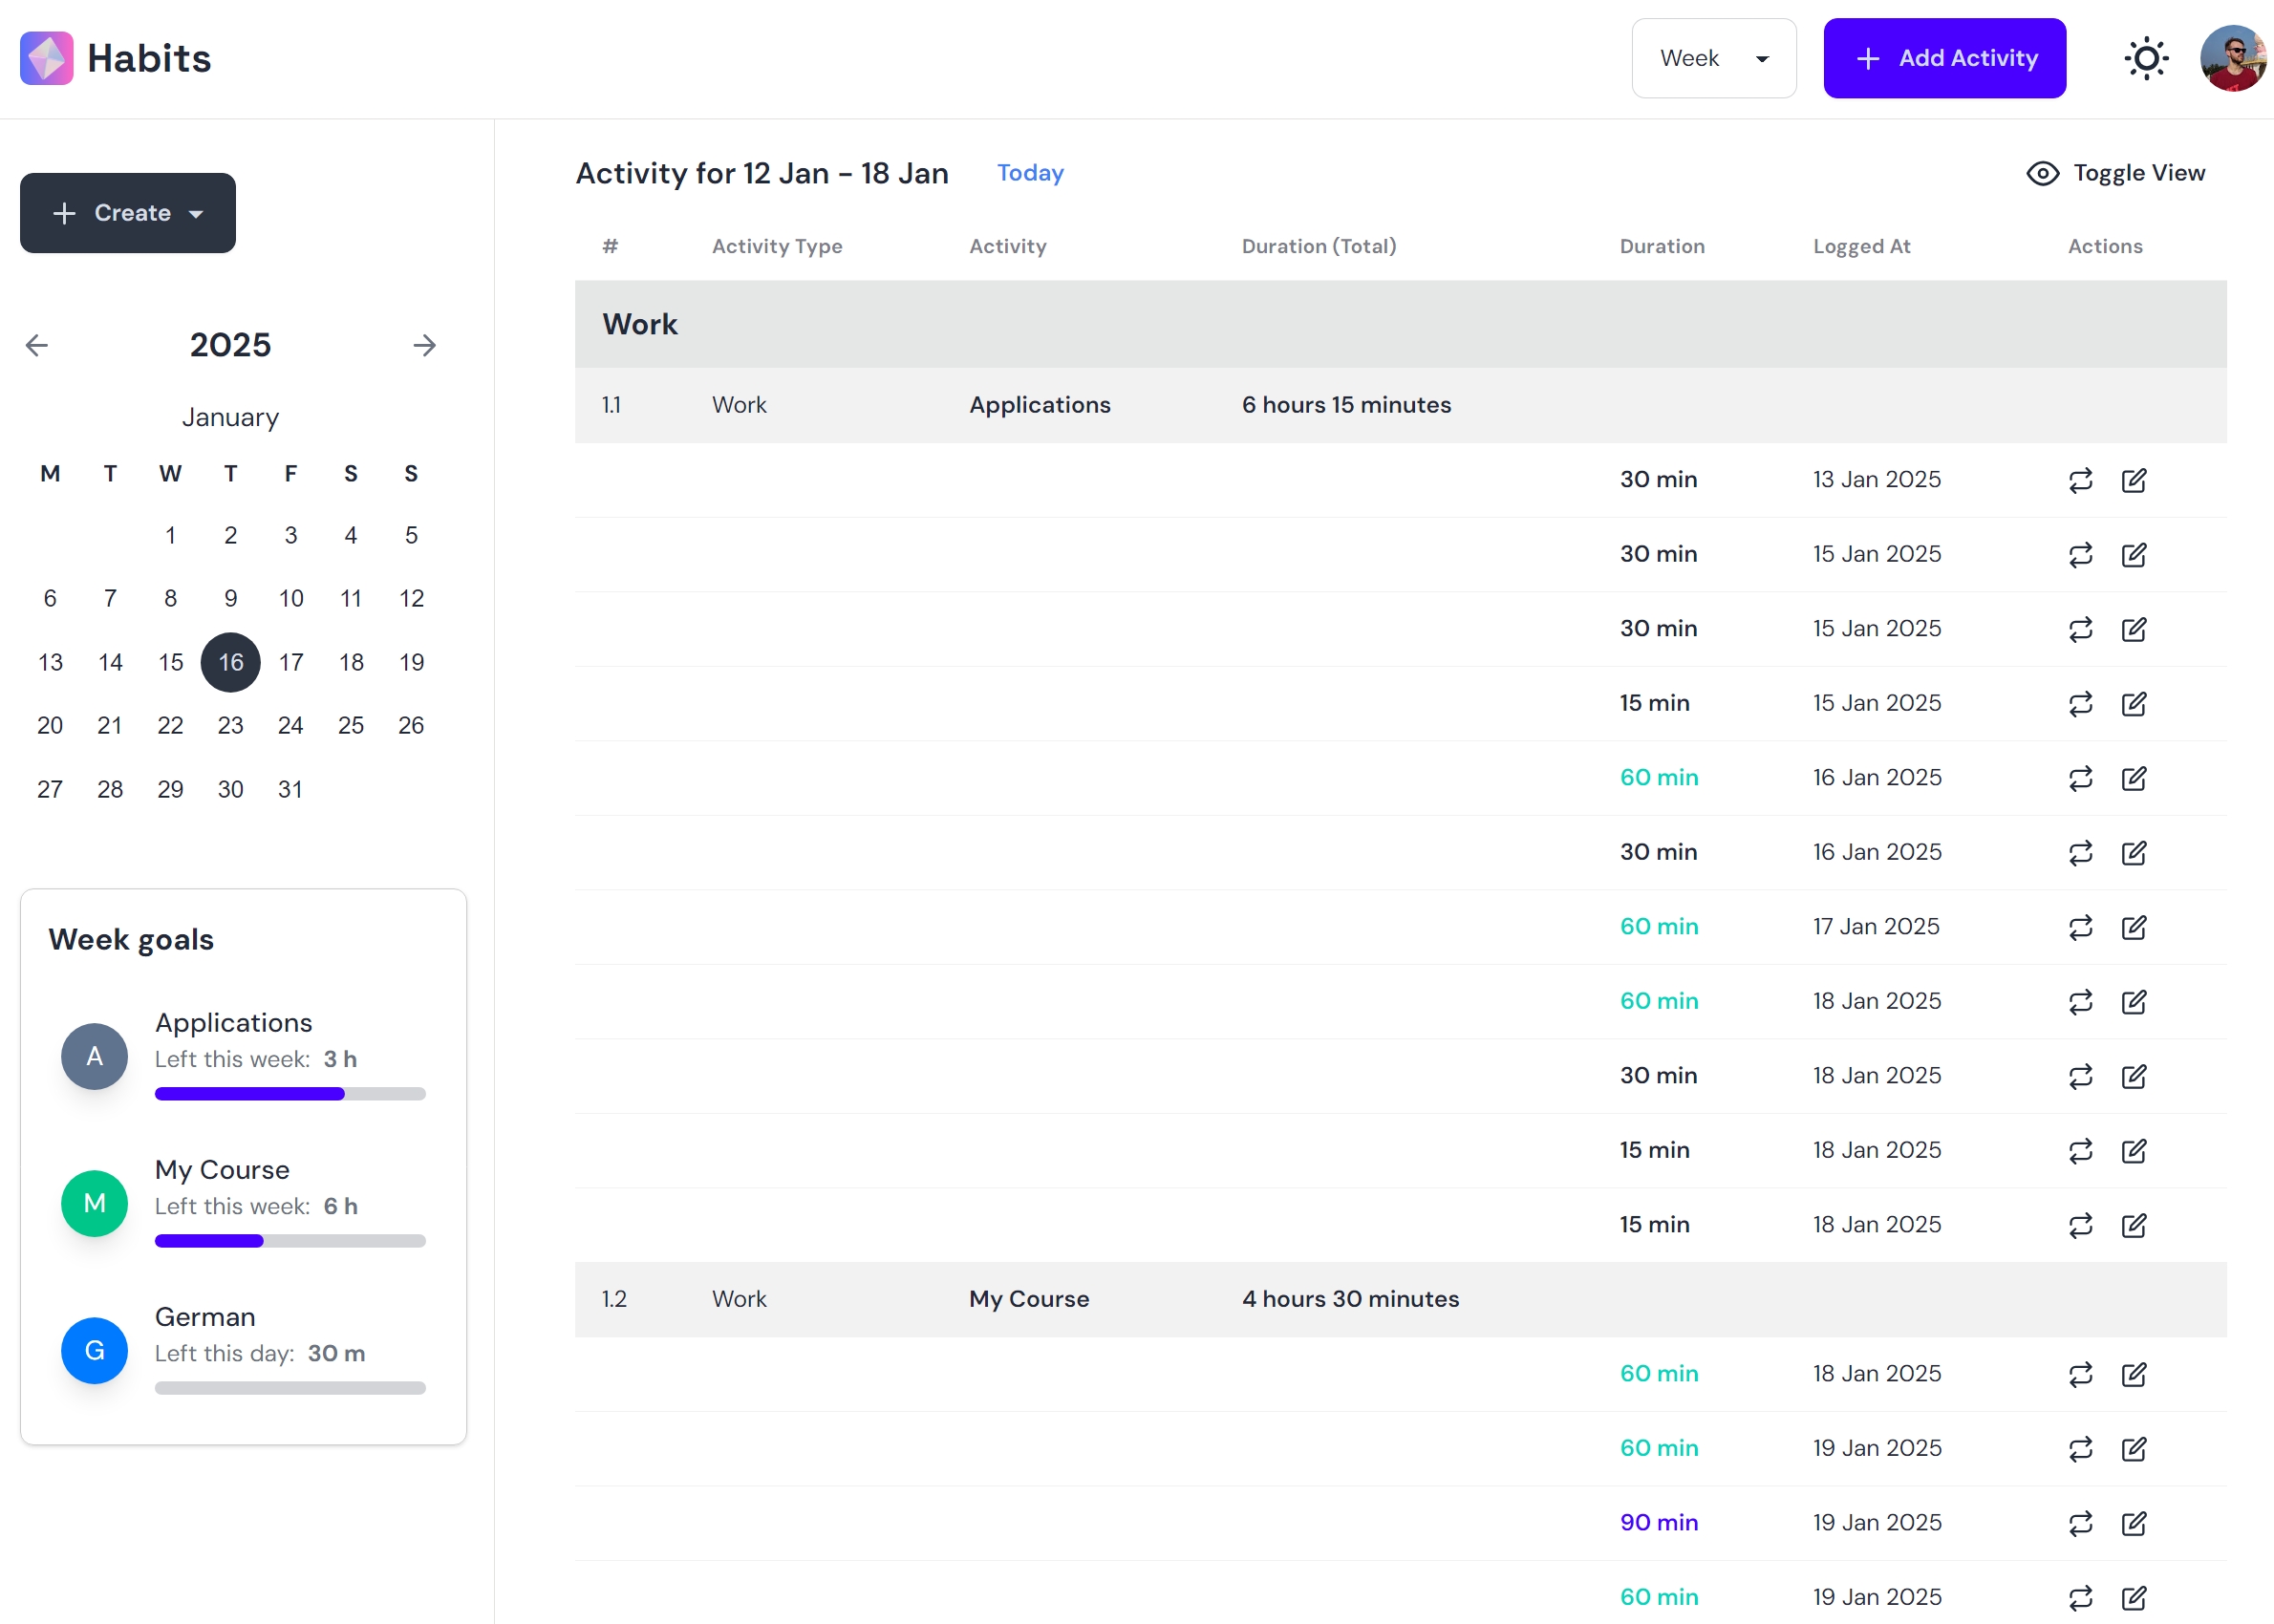 Habits
Week
+ Add Activity
+ Create
2025
January
M T W T F S S
1 2 3 4 5
6 7 8 9 10 11 12
13 14 15 16 17 18 19
20 21 22 23 24 25 26
27 28 29 30 31
Week goals
A
Applications
Left this week: 3 h
M
My Course
Left this week: 6 h
G
German
Left this day: 30 m
Activity for 12 Jan - 18 Jan Today
Toggle View
# Activity Type Activity Duration (Total) Duration Logged At Actions
Work
1.1 Work Applications 6 hours 15 minutes
30 min 13 Jan 2025
30 min 15 Jan 2025
30 min 15 Jan 2025
15 min 15 Jan 2025
60 min 16 Jan 2025
30 min 16 Jan 2025
60 min 17 Jan 2025
60 min 18 Jan 2025
30 min 18 Jan 2025
15 min 18 Jan 2025
15 min 18 Jan 2025
1.2 Work My Course 4 hours 30 minutes
60 min 18 Jan 2025
60 min 19 Jan 2025
90 min 19 Jan 2025
60 min 19 Jan 2025